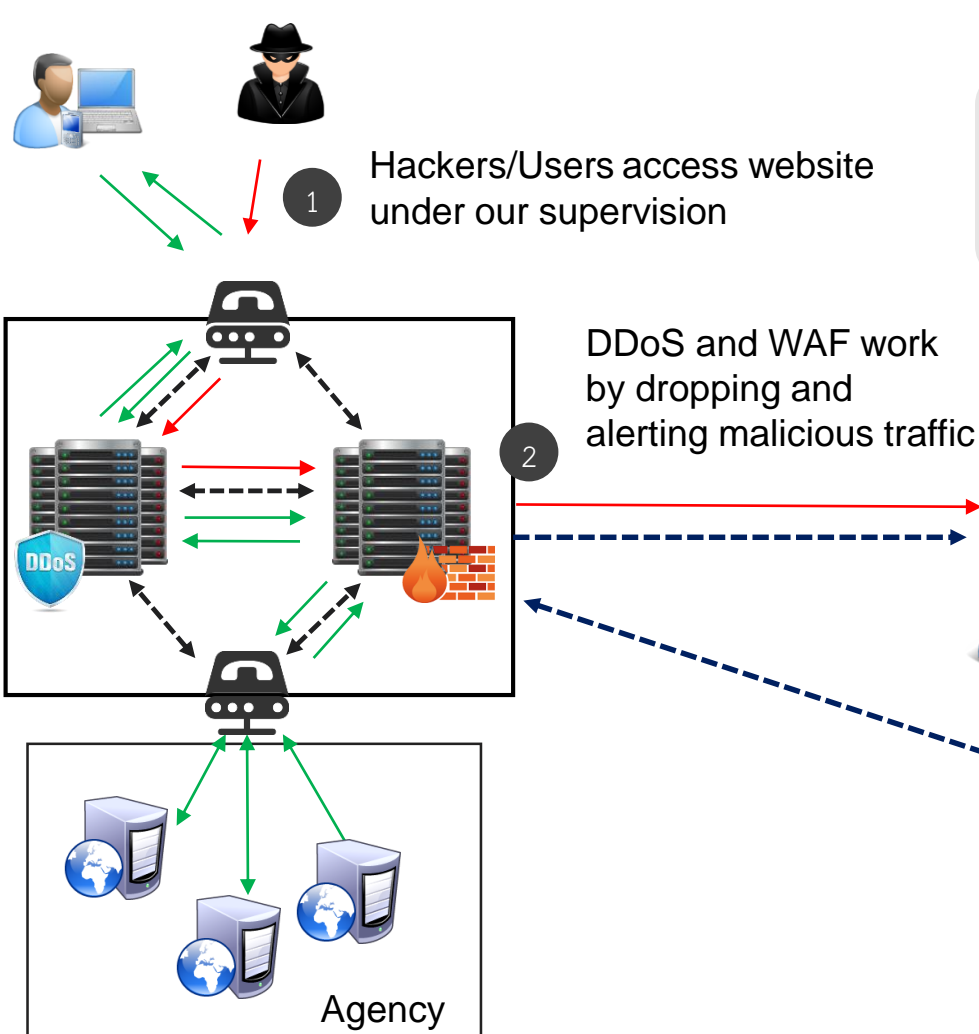 1
Hackers/Users access website
under our supervision
DDoS and WAF work
by dropping and
alerting malicious traffic
2
DDoS
Agency